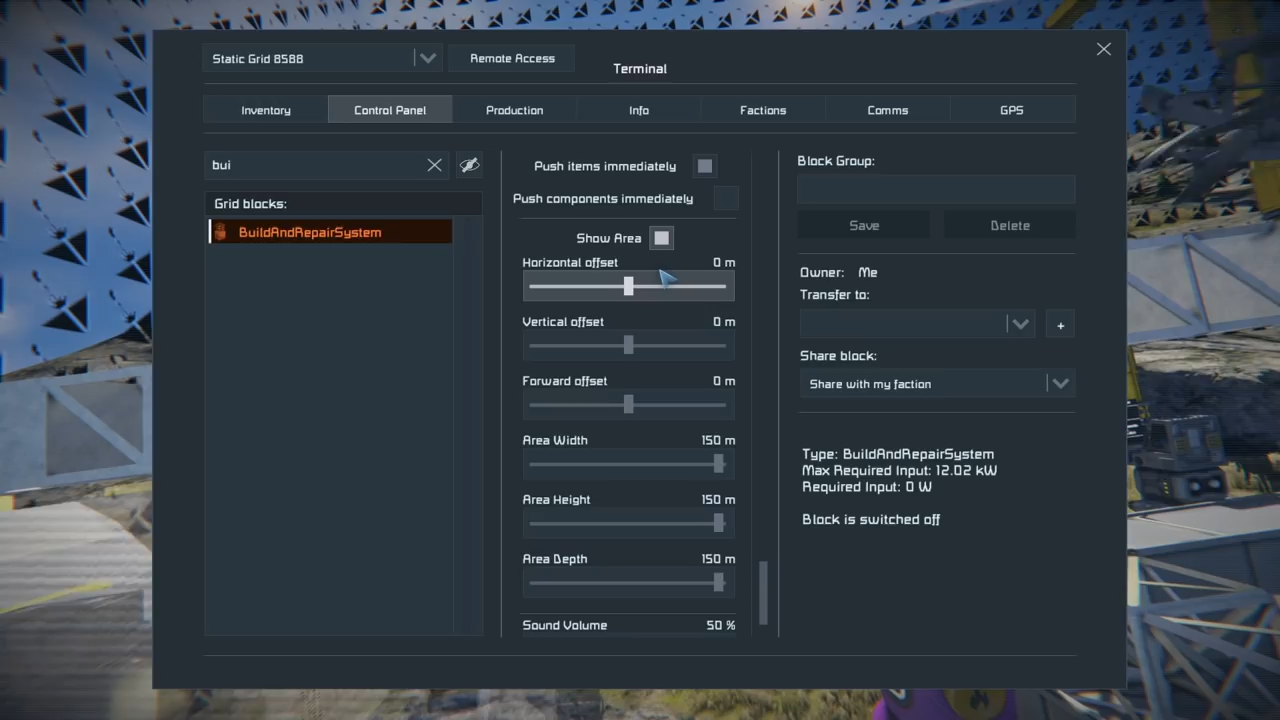 Static Grid 8588
Remote Access
Terminal
Inventory
Control Panel
Production
Info
Factions
Comms
GPS
bui
Grid blocks:
BuildAndRepairSystem
Push items immediately
Push components immediately
Show Area
Horizontal offset 0 m
Vertical offset 0 m
Forward offset 0 m
Area Width 150 m
Area Height 150 m
Area Depth 150 m
Sound Volume 50 %
Block Group:
Save
Delete
Owner: Me
Transfer to:
+
Share block:
Share with my faction
Type: BuildAndRepairSystem
Max Required Input: 12.02 kW
Required Input: 0 W
Block is switched off